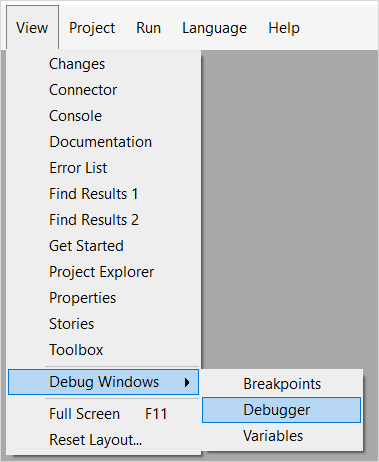 View Project Run Language Help
Changes
Connector
Console
Documentation
Error List
Find Results 1
Find Results 2
Get Started
Project Explorer
Properties
Stories
Toolbox
Debug Windows
Breakpoints
Debugger
Variables
Full Screen F11
Reset Layout...